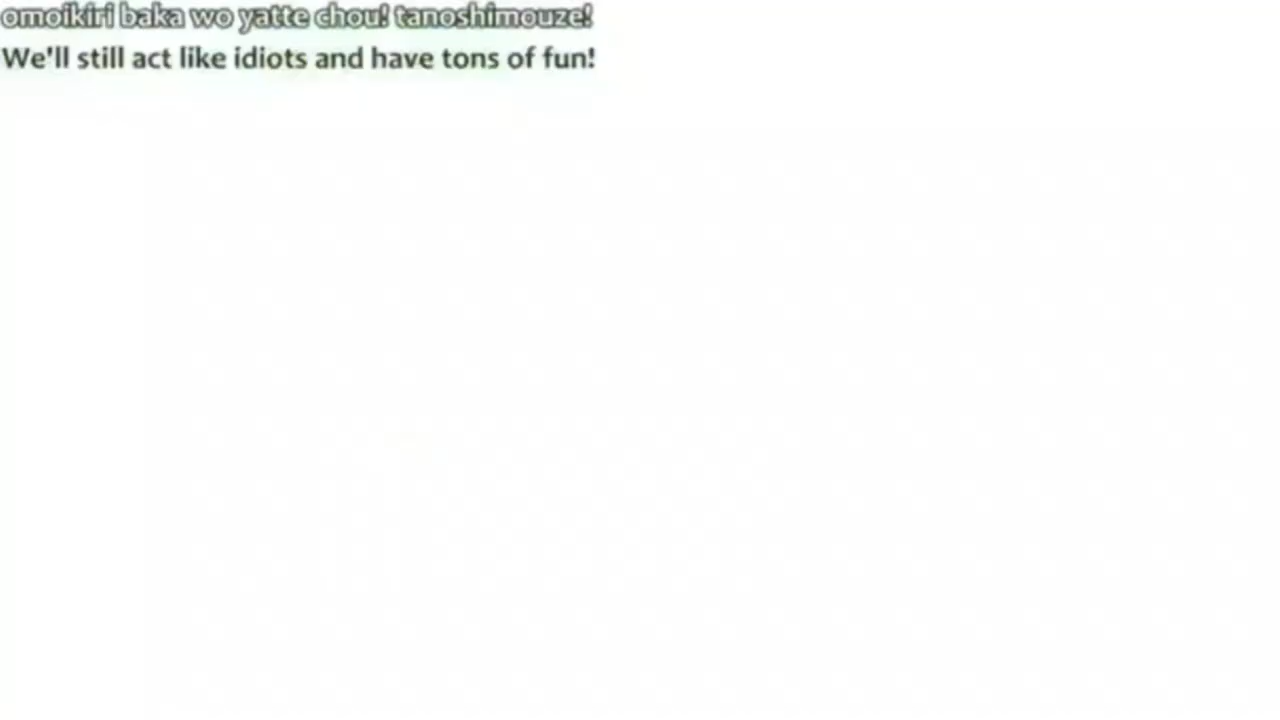 omoikiri baka wo yatte chou! tanoshimouze!
We'll still act like idiots and have tons of fun!